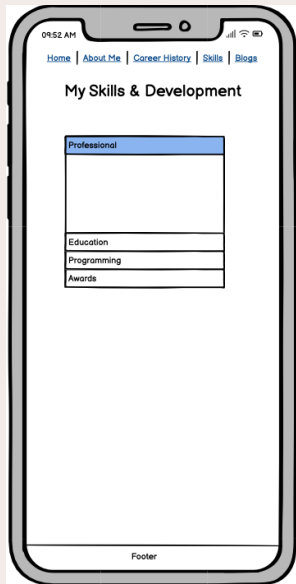 09:52 AM
Home | About Me | Career History | Skills | Blogs
My Skills & Development
Professional
Education
Programming
Awards
Footer